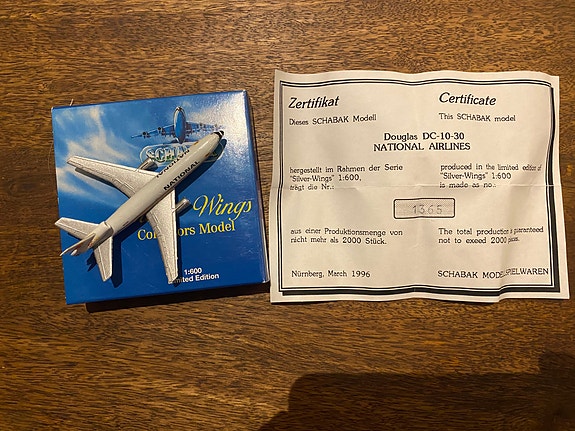 SCHA
NATIONAL
Wings
Collectors Model
1:600
Limited Edition
Zertifikat
Dieses SCHABAK Modell
Certificate
This SCHABAK model
Douglas DC-10-30
NATIONAL AIRLINES
hergestellt im Rahmen der Serie
"Silver-Wings" 1:600,
trägt die Nr.:
produced in the limited edition of
"Silver-Wings" 1:600
is made as no.:
1365
aus einer Produktionsmenge von
nicht mehr als 2000 Stück.
The total production is guaranteed
not to exceed 2000 pieces.
Nürnberg, March 1996
SCHABAK MODELLSPIELWAREN